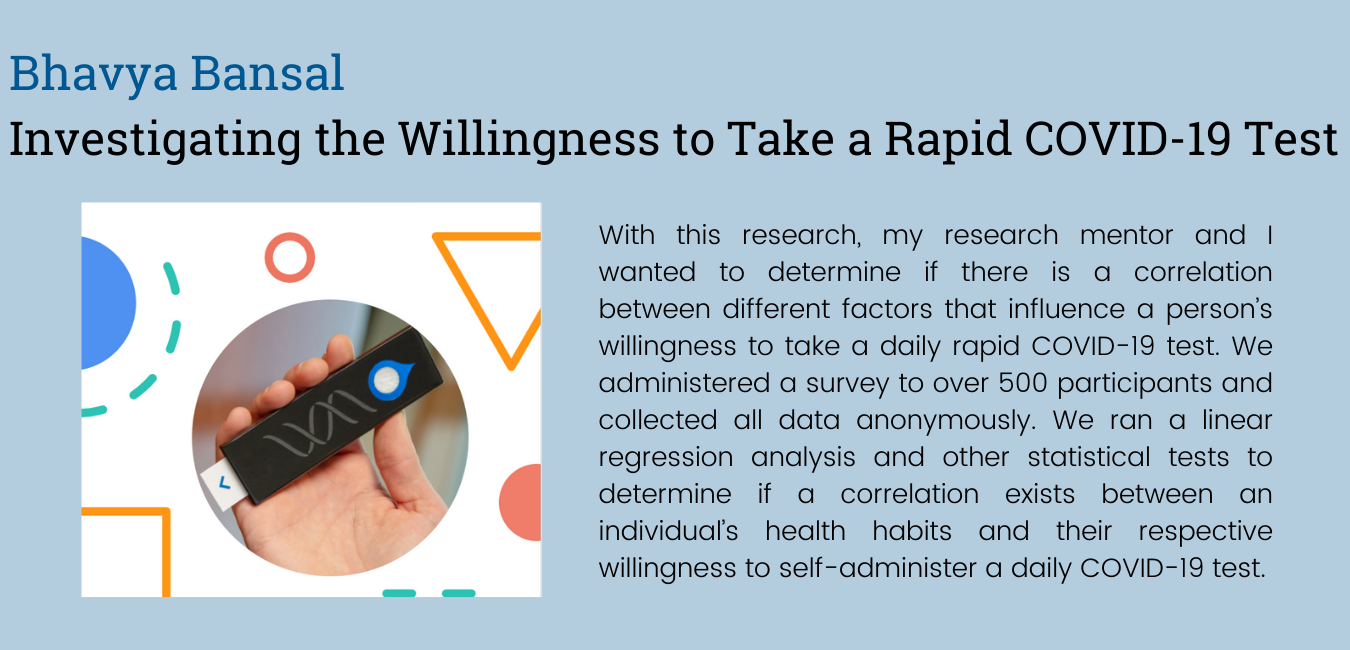 Bhavya Bansal
Investigating the Willingness to Take a Rapid COVID-19 Test
With this research, my research mentor and I
wanted to determine if there is a correlation
between different factors that influence a person's
willingness to take a daily rapid COVID-19 test. We
administered a survey to over 500 participants and
collected all data anonymously. We ran a linear
regression analysis and other statistical tests to
determine if a correlation exists between an
individual's health habits and their respective
willingness to self-administer a daily COVID-19 test.